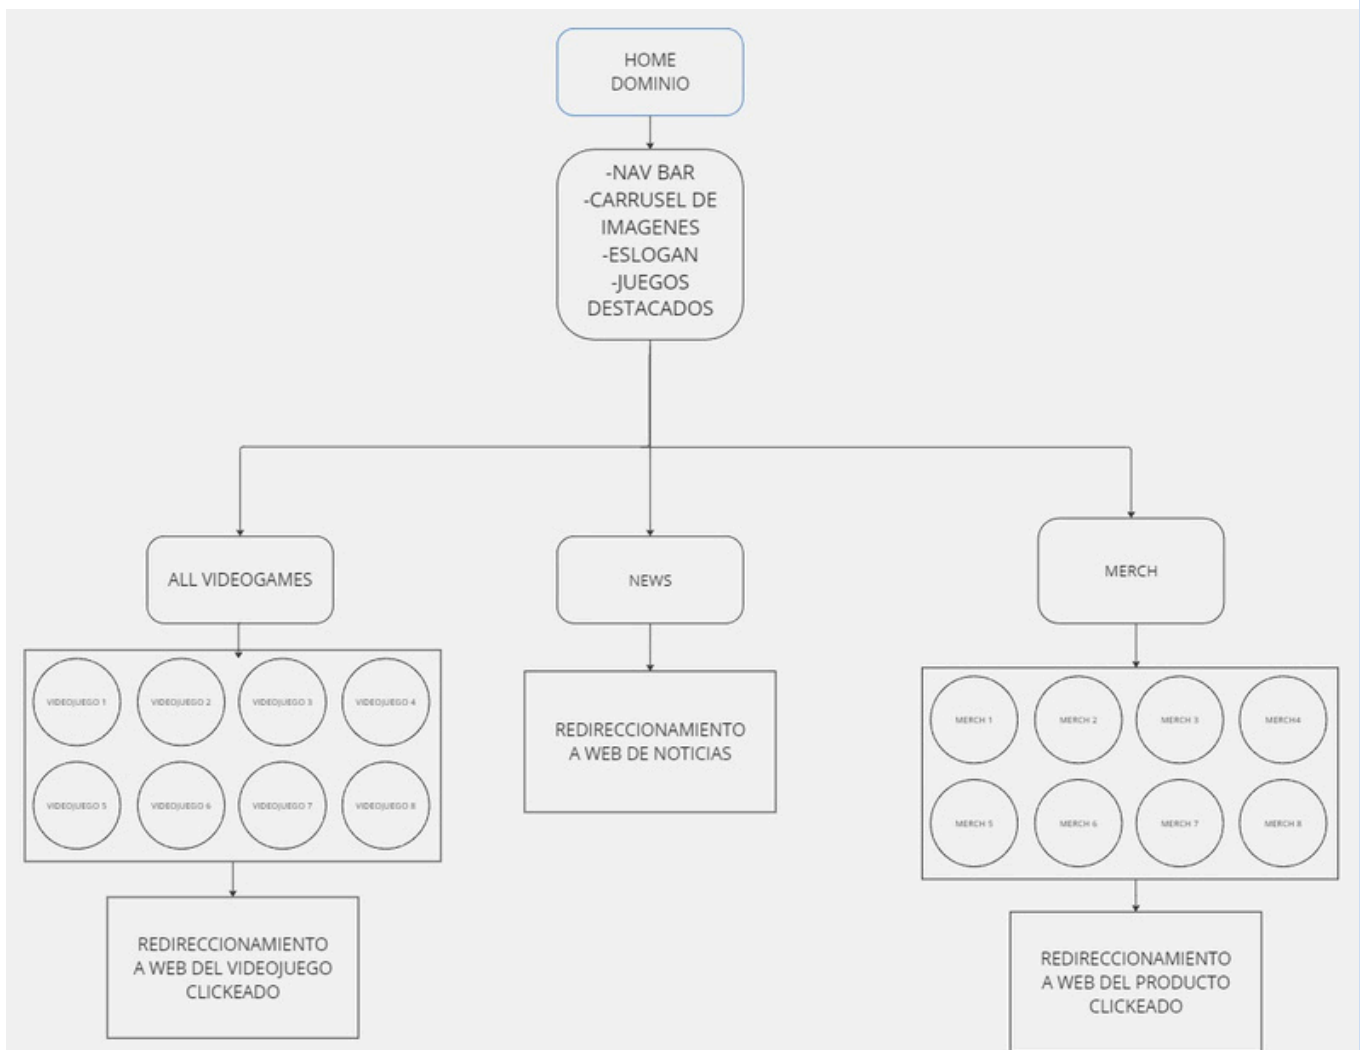 HOME
DOMINIO
-NAV BAR
-CARRUSEL DE
IMAGENES
-ESLOGAN
-JUEGOS
DESTACADOS
ALL VIDEOGAMES
NEWS
MERCH
VIDEOJUEGO 1
VIDEOJUEGO 2
VIDEOJUEGO 3
VIDEOJUEGO 4
VIDEOJUEGO 5
VIDEOJUEGO 6
VIDEOJUEGO 7
VIDEOJUEGO 8
REDIRECCIONAMIENTO
A WEB DE NOTICIAS
MERCH 1
MERCH 2
MERCH 3
MERCH4
MERCH 5
MERCH 6
MERCH 7
MERCH 8
REDIRECCIONAMIENTO
A WEB DEL VIDEOJUEGO
CLICKEADO
REDIRECCIONAMIENTO
A WEB DEL PRODUCTO
CLICKEADO